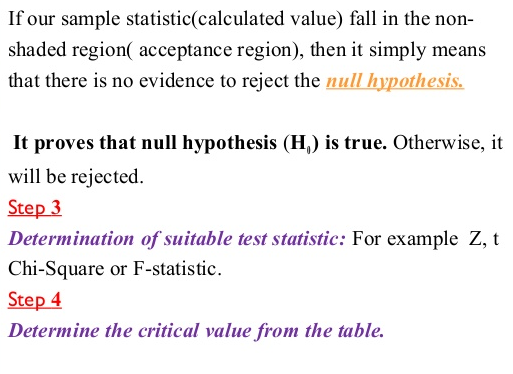 If our sample statistic(calculated value) fall in the non-
shaded region( acceptance region), then it simply means
that there is no evidence to reject the null hypothesis.
It proves that null hypothesis (H₀) is true. Otherwise, it
will be rejected.
Step 3
Determination of suitable test statistic: For example Z, t
Chi-Square or F-statistic.
Step 4
Determine the critical value from the table.